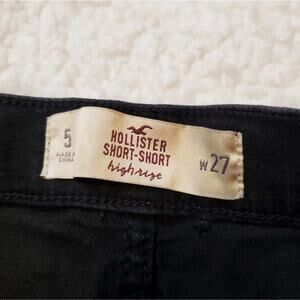 5
MADE IN
CHINA
HOLLISTER
SHORT-SHORT
high rise
W 27